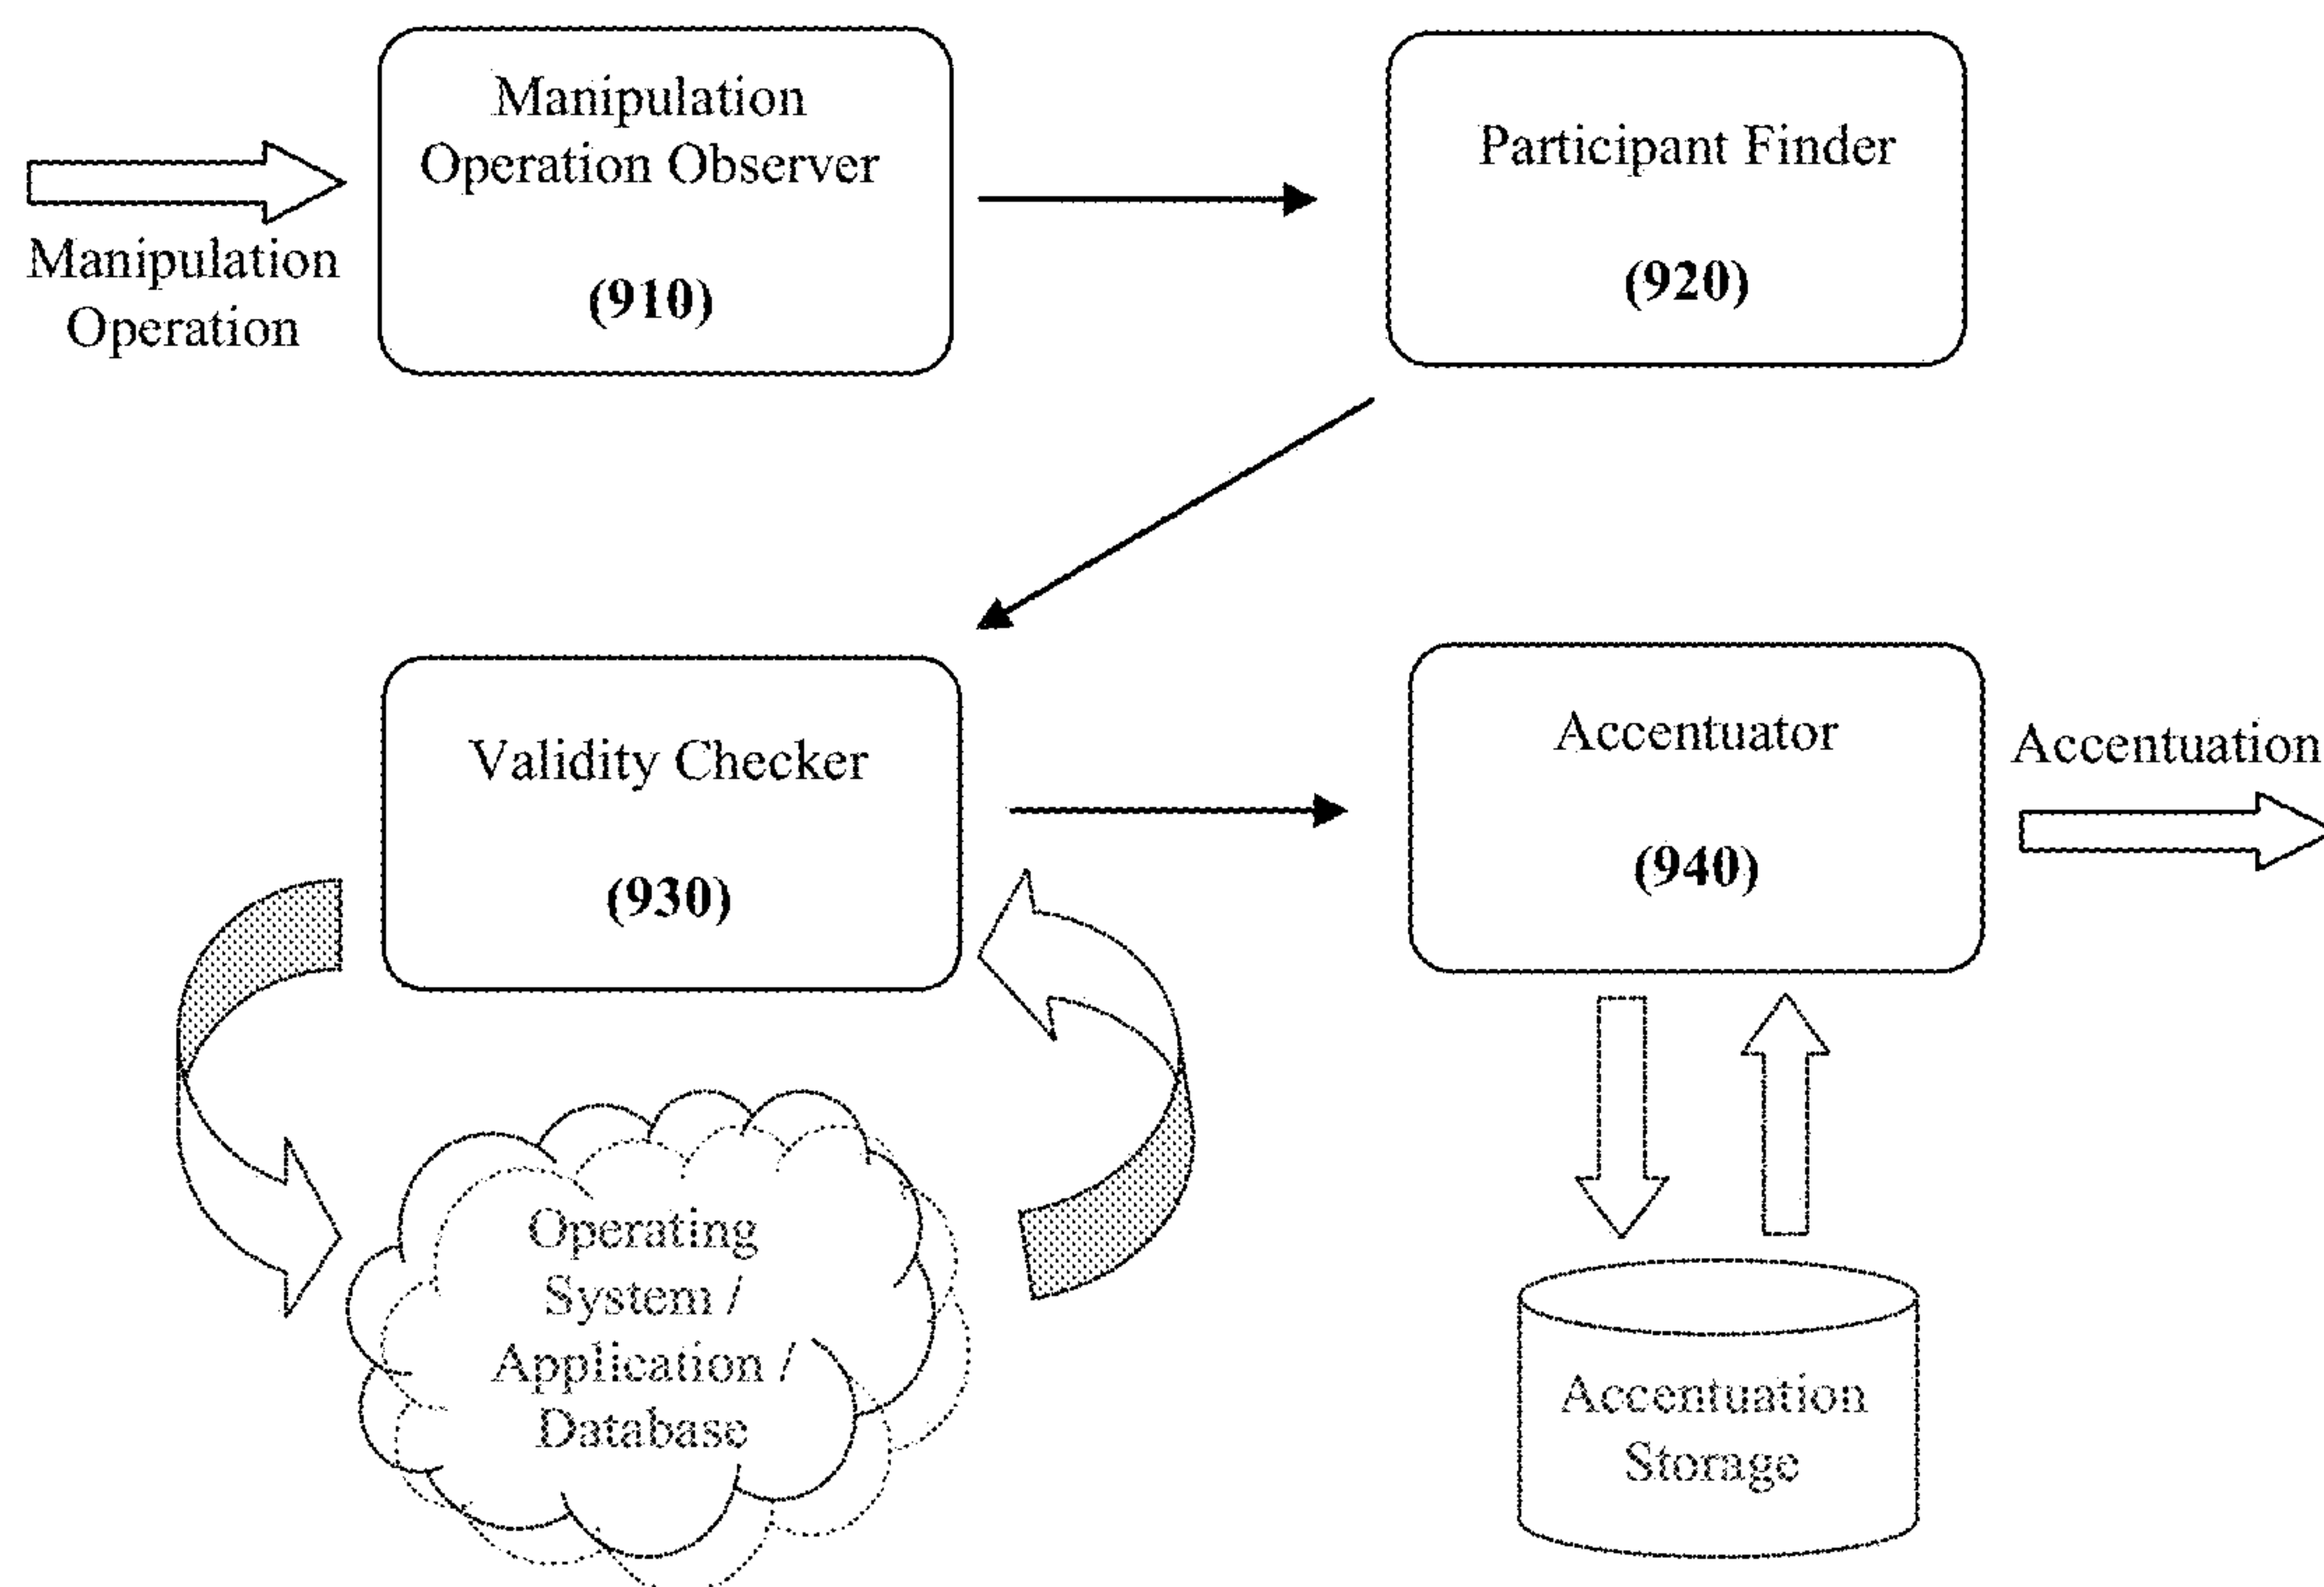 Manipulation
Operation Observer
(910)
Participant Finder
(920)
Manipulation
Operation
Validity Checker
(930)
Accentuator
(940)
Accentuation
Operating
System /
Application /
Database
Accentuation
Storage